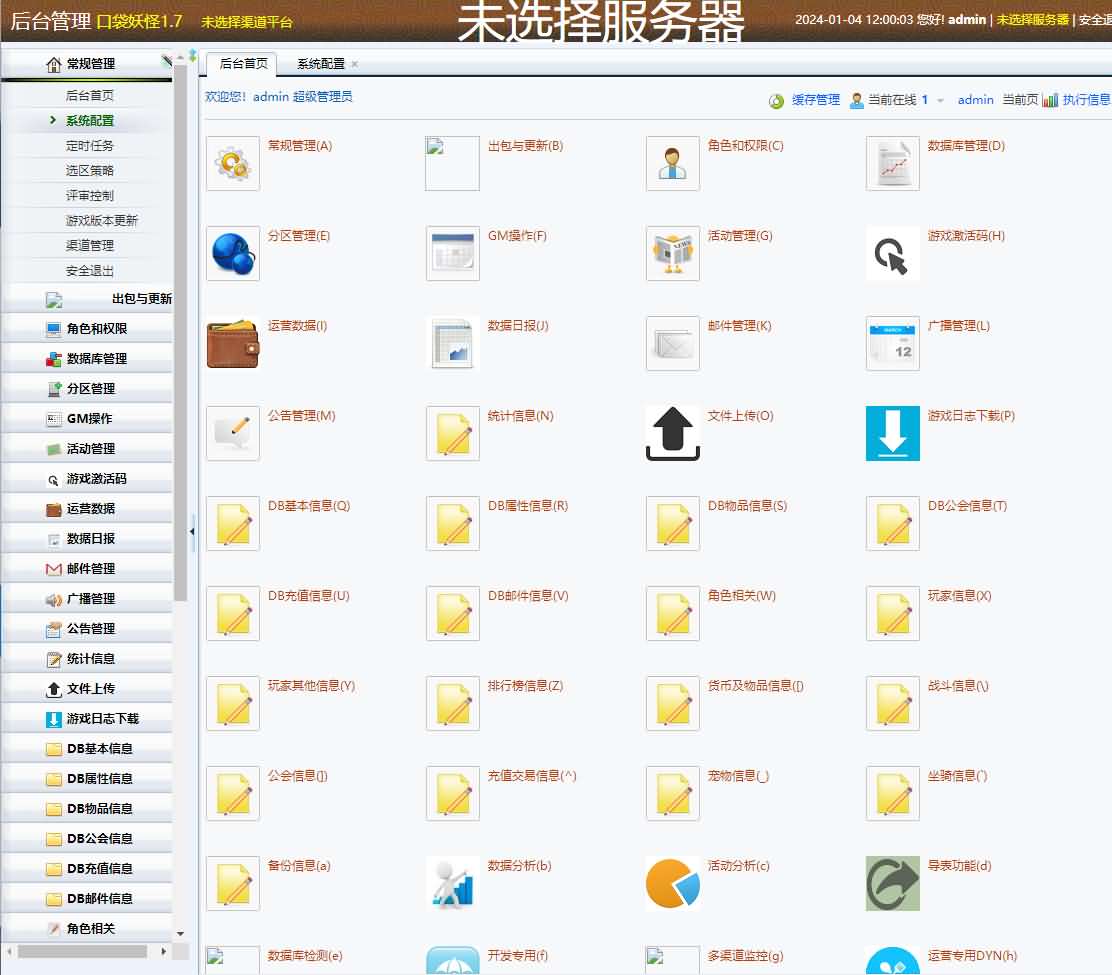 后台管理 口袋妖怪1.7 未选择渠道平台
未选择服务器
2024-01-04 12:00:03 您好! admin | 未选择服务器 | 安全退
常规管理
后台首页
系统配置
定时任务
选区策略
评审控制
游戏版本更新
渠道管理
安全退出
出包与更新
角色和权限
数据库管理
分区管理
GM操作
活动管理
游戏激活码
运营数据
数据日报
邮件管理
广播管理
公告管理
统计信息
文件上传
游戏日志下载
DB基本信息
DB属性信息
DB物品信息
DB公会信息
DB充值信息
DB邮件信息
角色相关
后台首页 系统配置 ×
欢迎您! admin 超级管理员
缓存管理 当前在线 1 admin 当前页 执行信息
常规管理(A) 出包与更新(B) 角色和权限(C) 数据库管理(D)
分区管理(E) GM操作(F) 活动管理(G) 游戏激活码(H)
运营数据(I) 数据日报(J) 邮件管理(K) 广播管理(L)
公告管理(M) 统计信息(N) 文件上传(O) 游戏日志下载(P)
DB基本信息(Q) DB属性信息(R) DB物品信息(S) DB公会信息(T)
DB充值信息(U) DB邮件信息(V) 角色相关(W) 玩家信息(X)
玩家其他信息(Y) 排行榜信息(Z) 货币及物品信息([) 战斗信息(\)
公会信息(]) 充值交易信息(^) 宠物信息(_) 坐骑信息(`)
备份信息(a) 数据分析(b) 活动分析(c) 导表功能(d)
数据库检测(e) 开发专用(f) 多渠道监控(g) 运营专用DYN(h)